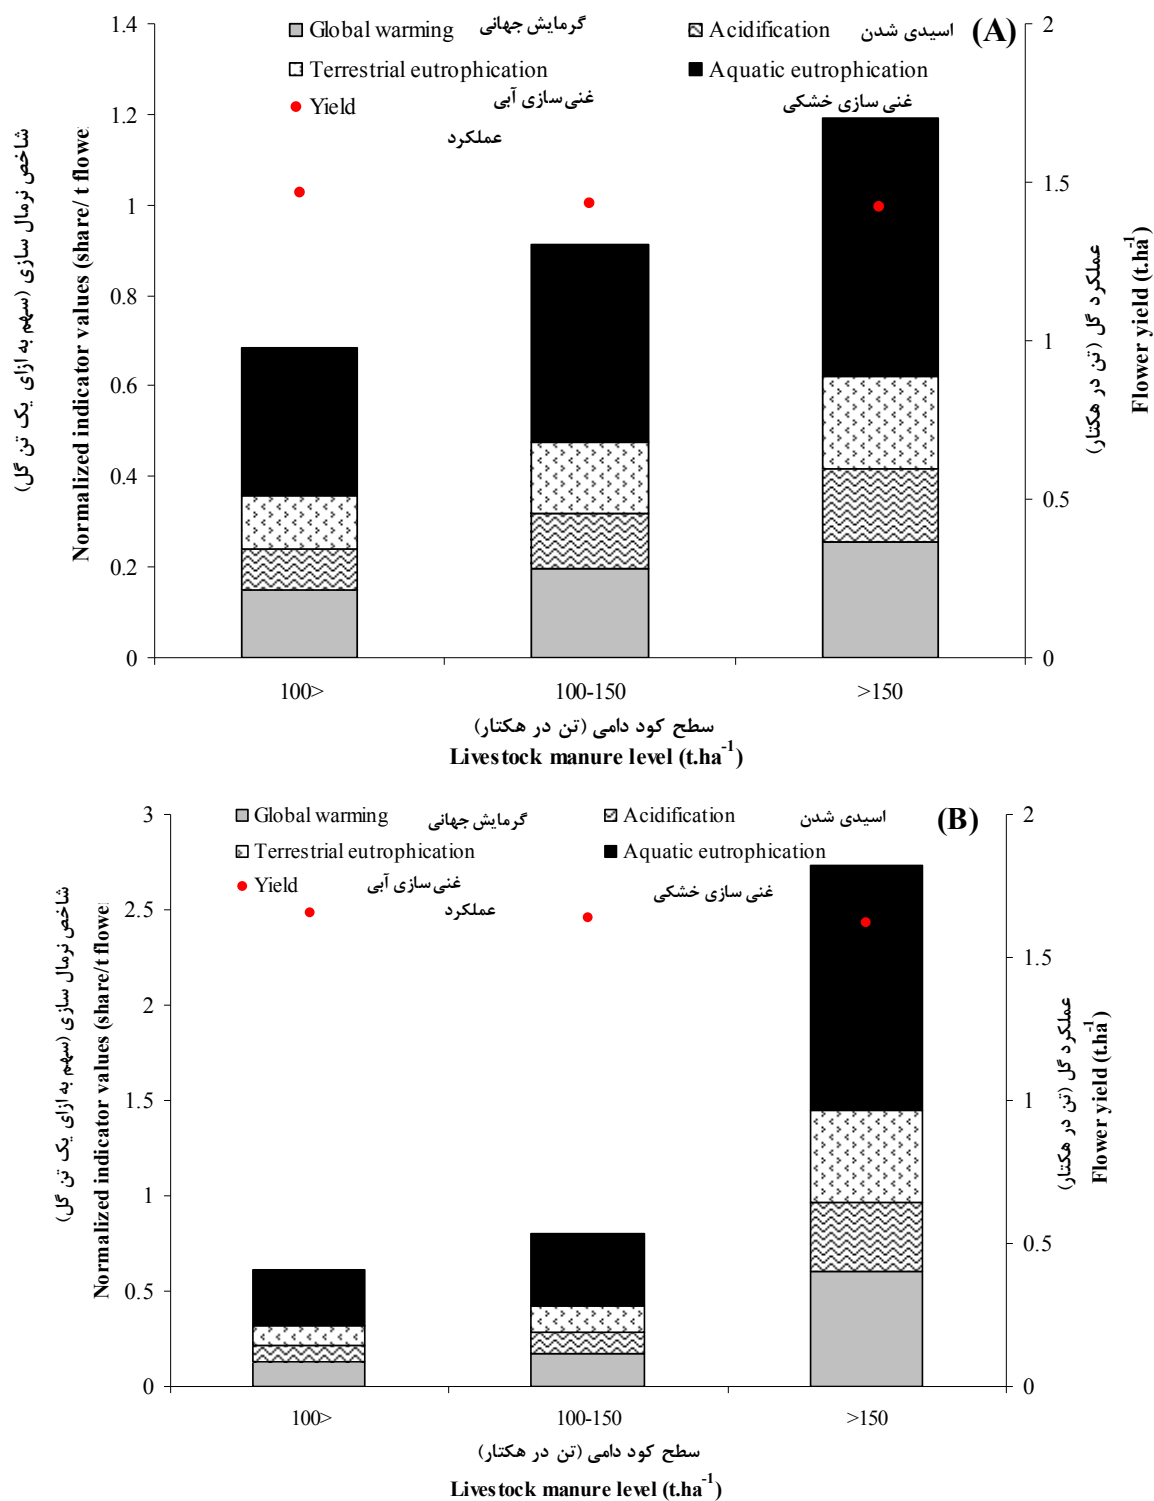 Global warming گرمایش جهانی Acidification اسیدی شدن (A)
Terrestrial eutrophication Aquatic eutrophication
غنی سازی آبی غنی سازی خشکی
Yield
عملکرد
شاخص نرمال سازی (سهم به ازای یک تن گل)
Normalized indicator values (share/ t flowe
1.4
1.2
1
0.8
0.6
0.4
0.2
0
2
1.5
1
0.5
0
عملکرد گل (تن در هکتار)
Flower yield (t.ha-1)
100> 100-150 >150
سطح کود دامی (تن در هکتار)
Livestock manure level (t.ha-1)
Global warming گرمایش جهانی Acidification اسیدی شدن (B)
Terrestrial eutrophication Aquatic eutrophication
Yield غنی سازی آبی غنی سازی خشکی
عملکرد
شاخص نرمال سازی (سهم به ازای یک تن گل)
Normalized indicator values (share/t flowe
3
2.5
2
1.5
1
0.5
0
2
1.5
1
0.5
0
عملکرد گل (تن در هکتار)
Flower yield (t.ha-1)
100> 100-150 >150
سطح کود دامی (تن در هکتار)
Livestock manure level (t.ha-1)